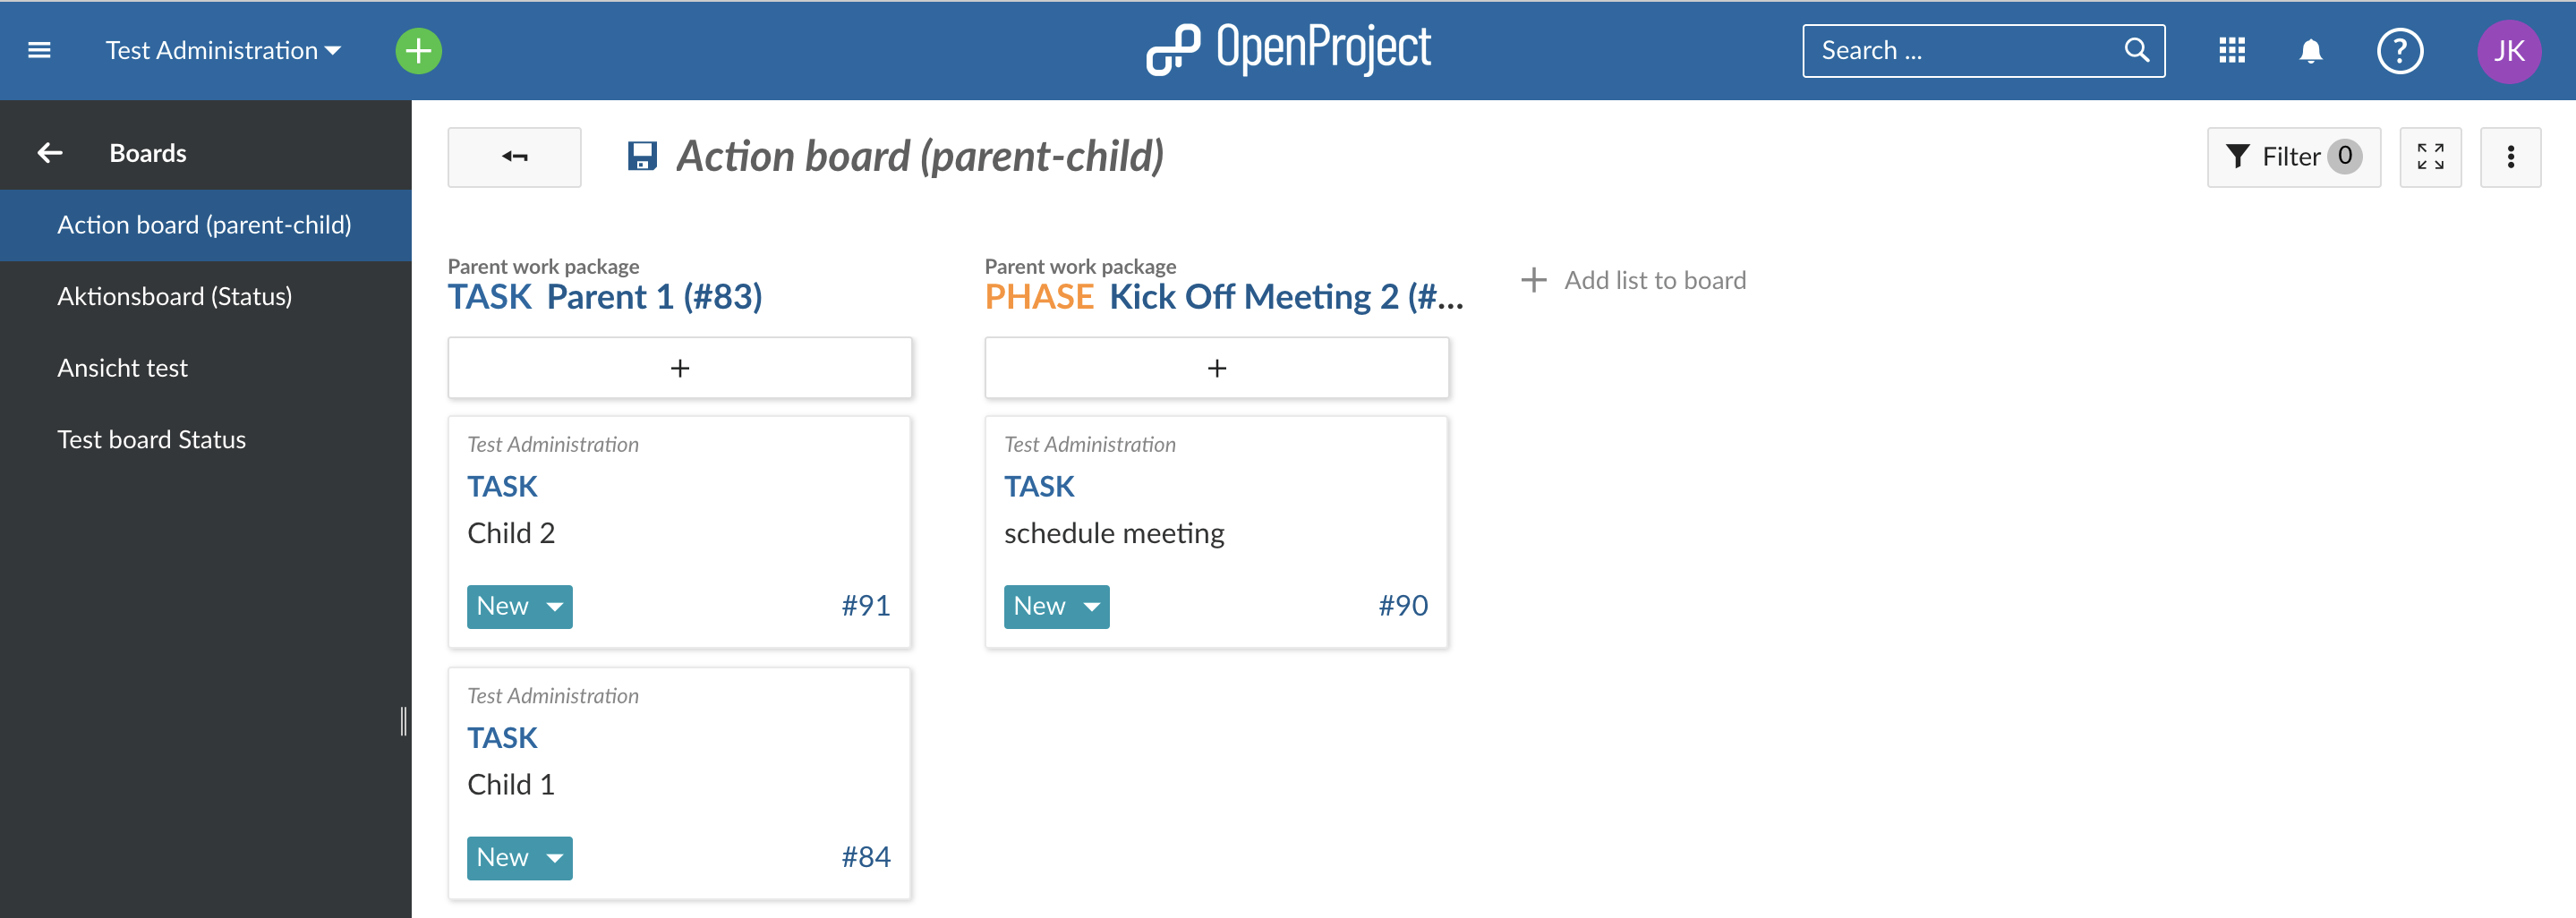 Test Administration
OpenProject
Search ...
?
JK
Boards
Action board (parent-child)
Aktionsboard (Status)
Ansicht test
Test board Status
Action board (parent-child)
Filter 0
Parent work package
TASK Parent 1 (#83)
Test Administration
TASK
Child 2
New
#91
Test Administration
TASK
Child 1
New
#84
Parent work package
PHASE Kick Off Meeting 2 (#...
Test Administration
TASK
schedule meeting
New
#90
Add list to board